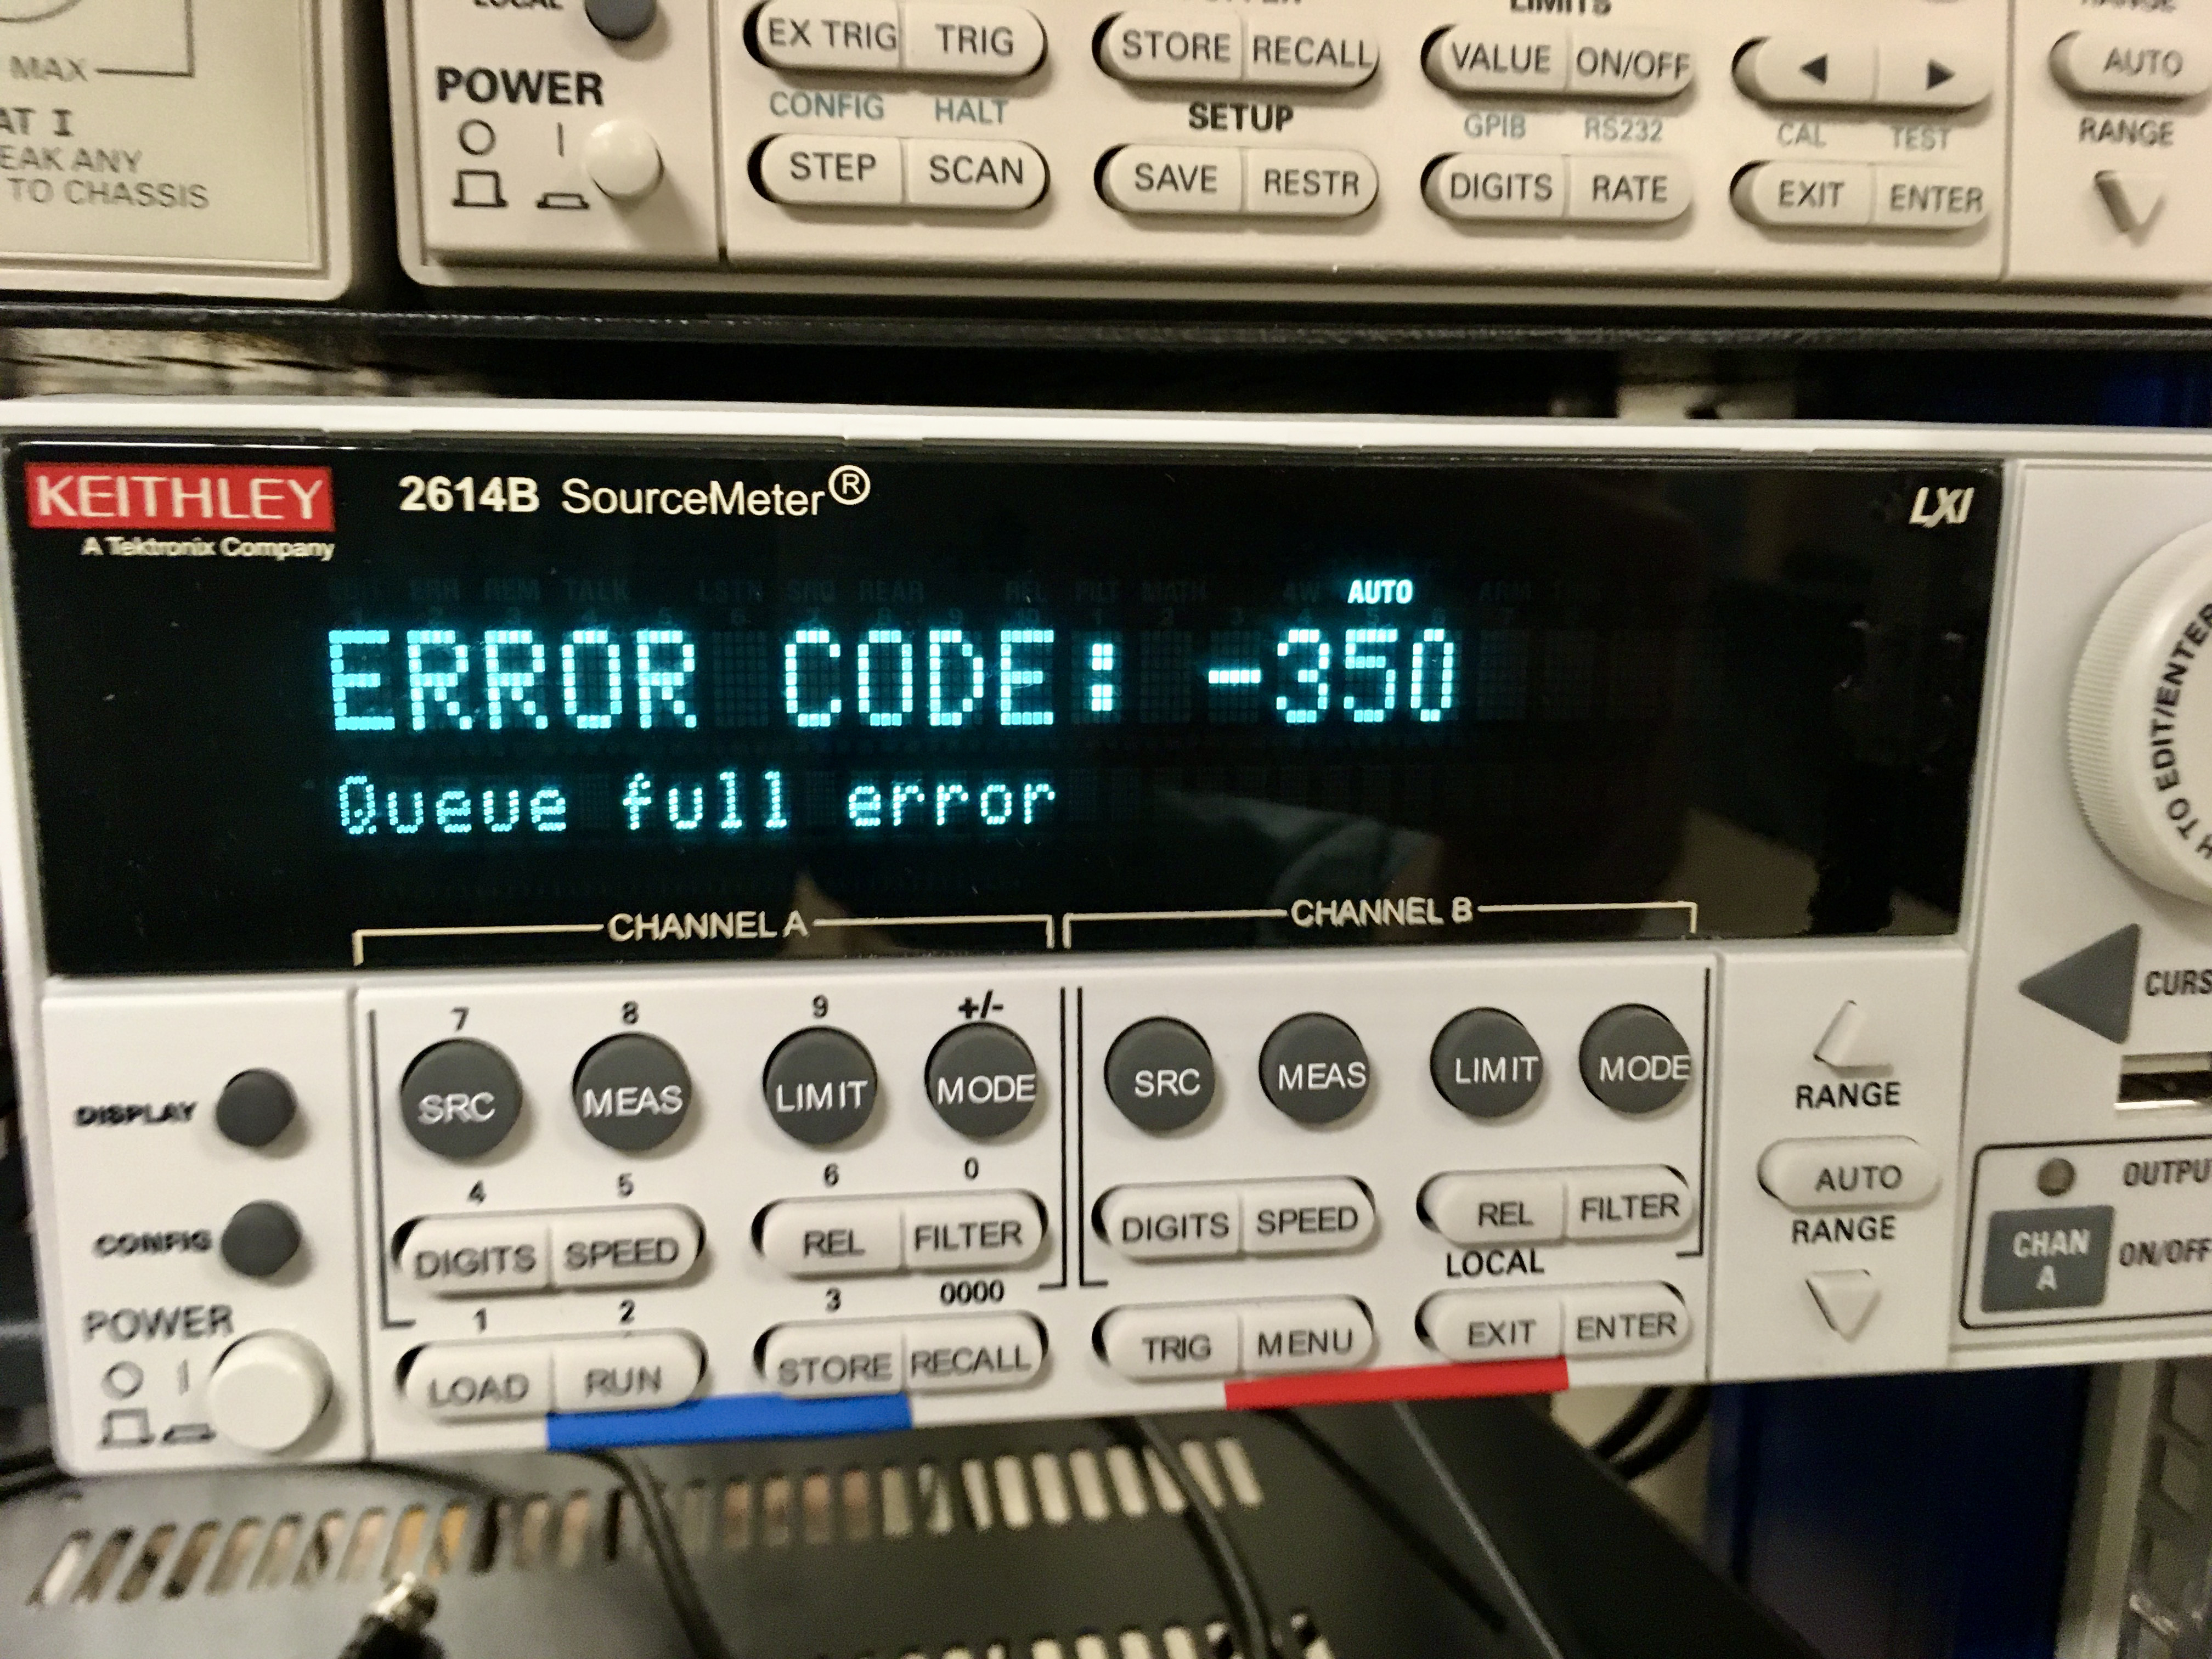 MAX
AT I
EAK ANY
TO CHASSIS
POWER
EX TRIG TRIG STORE RECALL VALUE ON/OFF AUTO
CONFIG HALT SETUP GPIB RS232 CAL TEST RANGE
STEP SCAN SAVE RESTR DIGITS RATE EXIT ENTER
KEITHLEY
A Tektronix Company
2614B SourceMeter®
LXI
AUTO
ERROR CODE: -350
Queue full error
CHANNEL A CHANNEL B
7 8 9 +/-
SRC MEAS LIMIT MODE SRC MEAS LIMIT MODE
4 5 6 0
DIGITS SPEED REL FILTER DIGITS SPEED REL FILTER
1 2 3 0000 LOCAL
LOAD RUN STORE RECALL TRIG MENU EXIT ENTER
DISPLAY
CONFIG
POWER
RANGE
AUTO
RANGE
H TO EDIT/ENTER
CURS
OUTPU
CHAN
A
ON/OFF